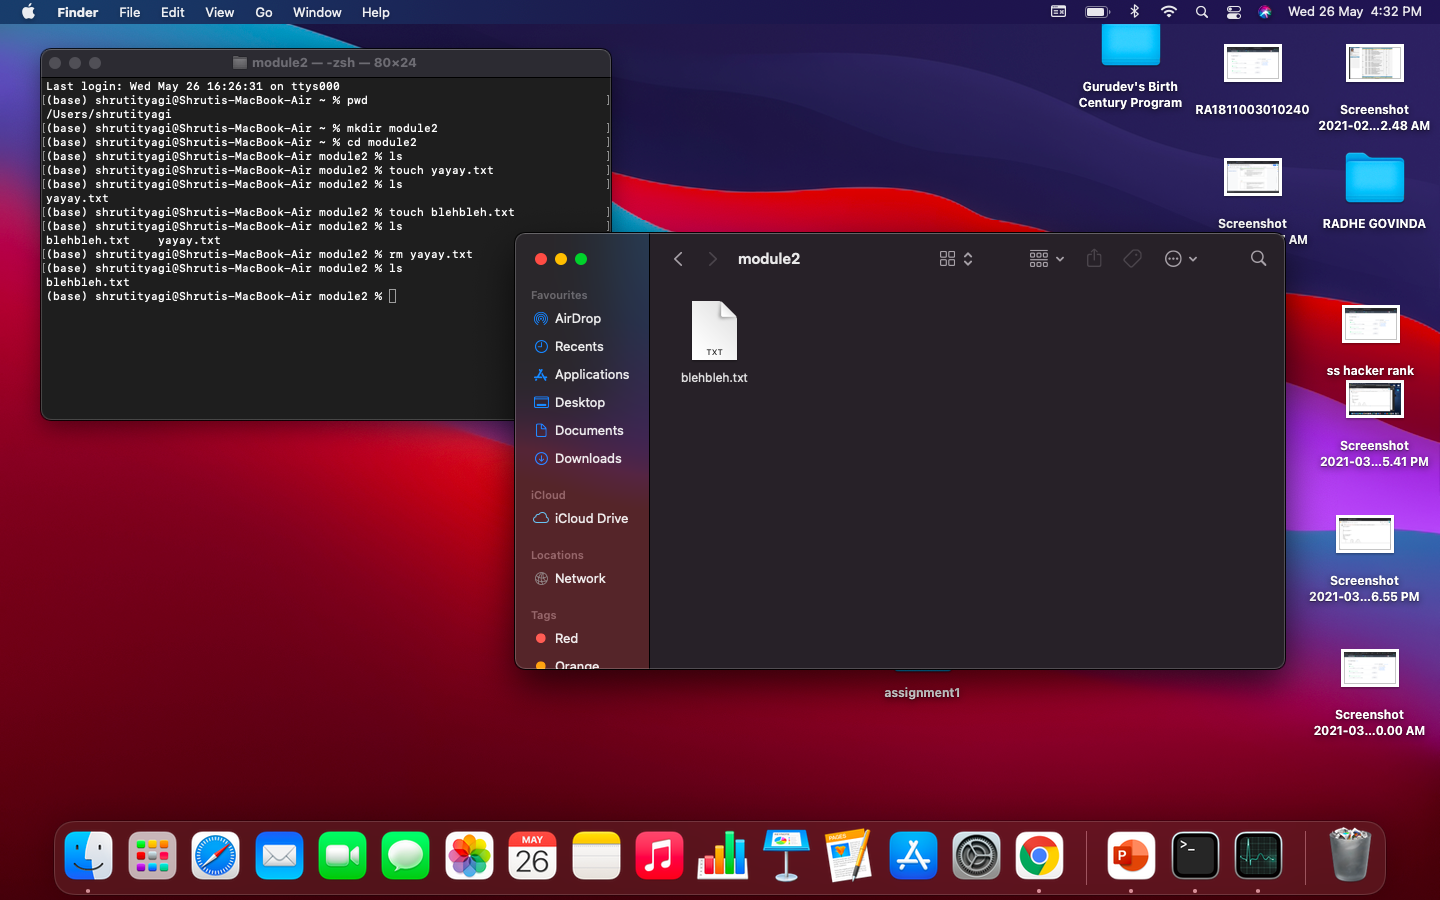 Finder File Edit View Go Window Help
Wed 26 May 4:32 PM
module2 — -zsh — 80×24
Last login: Wed May 26 16:26:31 on ttys000
[(base) shrutityagi@Shrutis-MacBook-Air ~ % pwd ]
/Users/shrutityagi
[(base) shrutityagi@Shrutis-MacBook-Air ~ % mkdir module2 ]
[(base) shrutityagi@Shrutis-MacBook-Air ~ % cd module2 ]
[(base) shrutityagi@Shrutis-MacBook-Air module2 % ls ]
[(base) shrutityagi@Shrutis-MacBook-Air module2 % touch yayay.txt ]
[(base) shrutityagi@Shrutis-MacBook-Air module2 % ls ]
yayay.txt
[(base) shrutityagi@Shrutis-MacBook-Air module2 % touch blehbleh.txt ]
[(base) shrutityagi@Shrutis-MacBook-Air module2 % ls ]
blehbleh.txt yayay.txt
[(base) shrutityagi@Shrutis-MacBook-Air module2 % rm yayay.txt
[(base) shrutityagi@Shrutis-MacBook-Air module2 % ls
blehbleh.txt
(base) shrutityagi@Shrutis-MacBook-Air module2 %
module2
Favourites
AirDrop
Recents
Applications
Desktop
Documents
Downloads
iCloud
iCloud Drive
Locations
Network
Tags
Red
Orange
TXT
blehbleh.txt
Gurudev's Birth
Century Program
RA1811003010240
Screenshot
2021-02...2.48 AM
Screenshot
AM
RADHE GOVINDA
ss hacker rank
Screenshot
2021-03...5.41 PM
Screenshot
2021-03...6.55 PM
Screenshot
2021-03...0.00 AM
assignment1
MAY
26
P
>_